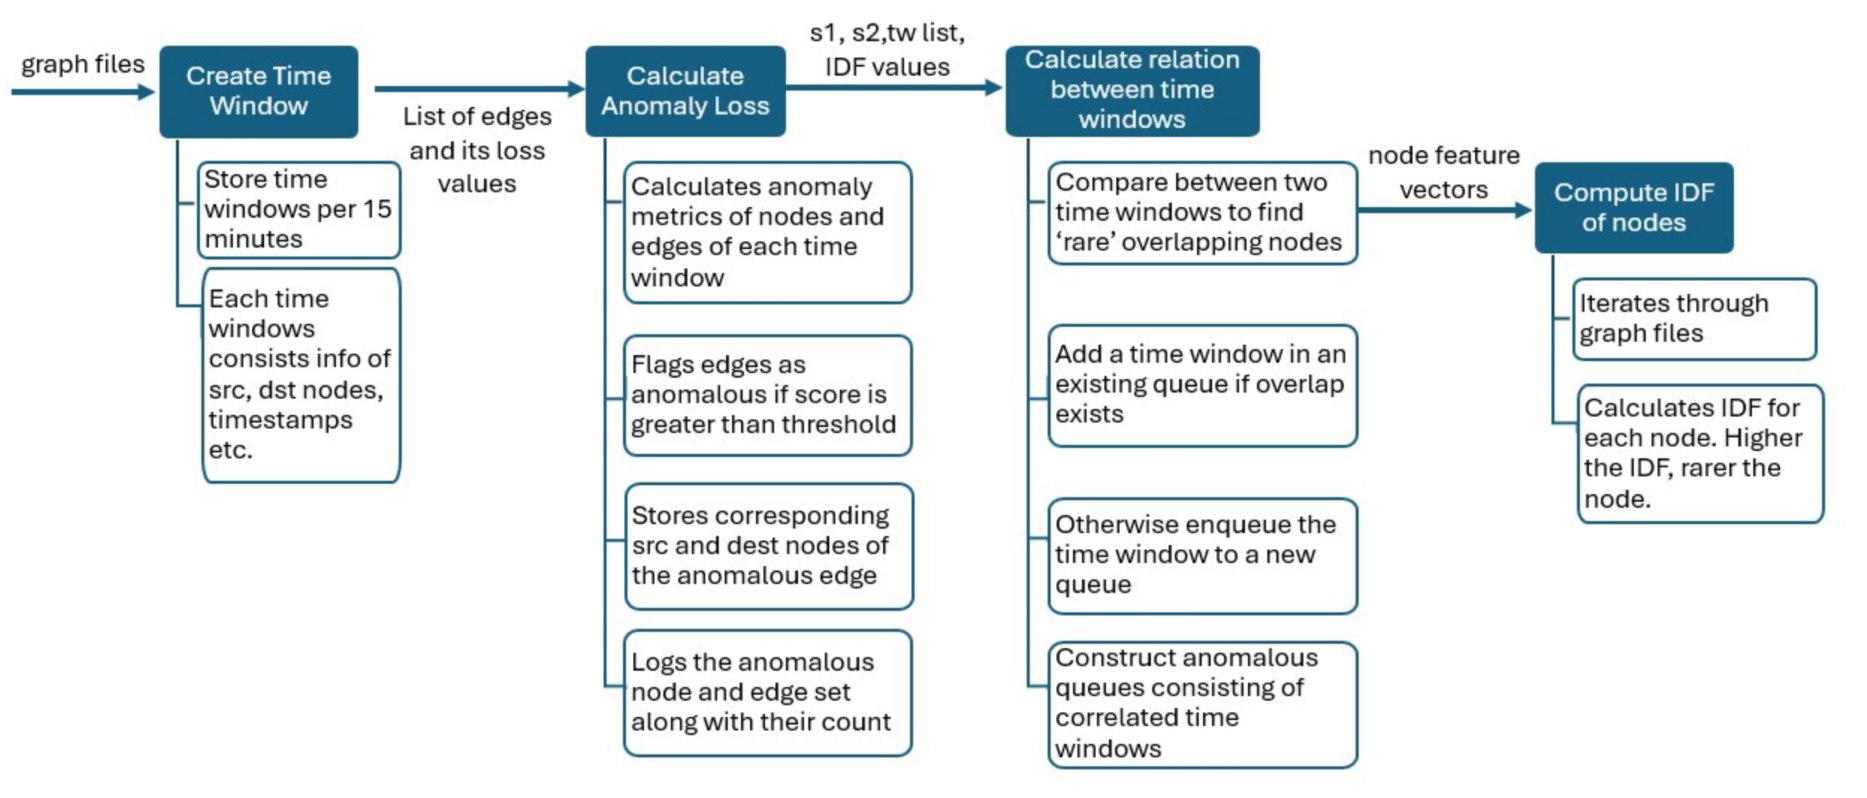 graph files
Create Time
Window
Store time
windows per 15
minutes
Each time
windows
consists info of
src, dst nodes,
timestamps
etc.
List of edges
and its loss
values
Calculate
Anomaly Loss
Calculates anomaly
metrics of nodes and
edges of each time
window
Flags edges as
anomalous if score is
greater than threshold
Stores corresponding
src and dest nodes of
the anomalous edge
Logs the anomalous
node and edge set
along with their count
s1, s2,tw list,
IDF values
Calculate relation
between time
windows
Compare between two
time windows to find
‘rare’ overlapping nodes
Add a time window in an
existing queue if overlap
exists
Otherwise enqueue the
time window to a new
queue
Construct anomalous
queues consisting of
correlated time
windows
node feature
vectors
Compute IDF
of nodes
Iterates through
graph files
Calculates IDF for
each node. Higher
the IDF, rarer the
node.